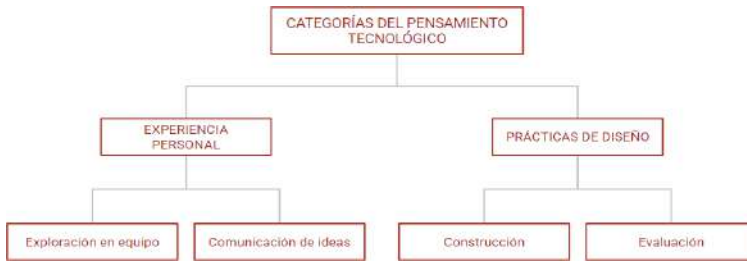 CATEGORÍAS DEL PENSAMIENTO
TECNOLÓGICO
EXPERIENCIA
PERSONAL
PRÁCTICAS DE DISEÑO
Exploración en equipo
Comunicación de ideas
Construcción
Evaluación